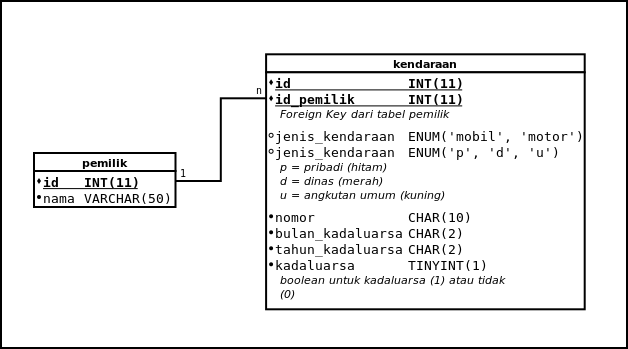 kendaraan
id INT(11)
id_pemilik INT(11)
Foreign Key dari tabel pemilik
jenis_kendaraan ENUM('mobil', 'motor')
jenis_kendaraan ENUM('p', 'd', 'u')
p = pribadi (hitam)
d = dinas (merah)
u = angkutan umum (kuning)
nomor CHAR(10)
bulan_kadaluarsa CHAR(2)
tahun_kadaluarsa CHAR(2)
kadaluarsa TINYINT(1)
boolean untuk kadaluarsa (1) atau tidak
(0)
n
1
pemilik
id INT(11)
nama VARCHAR(50)